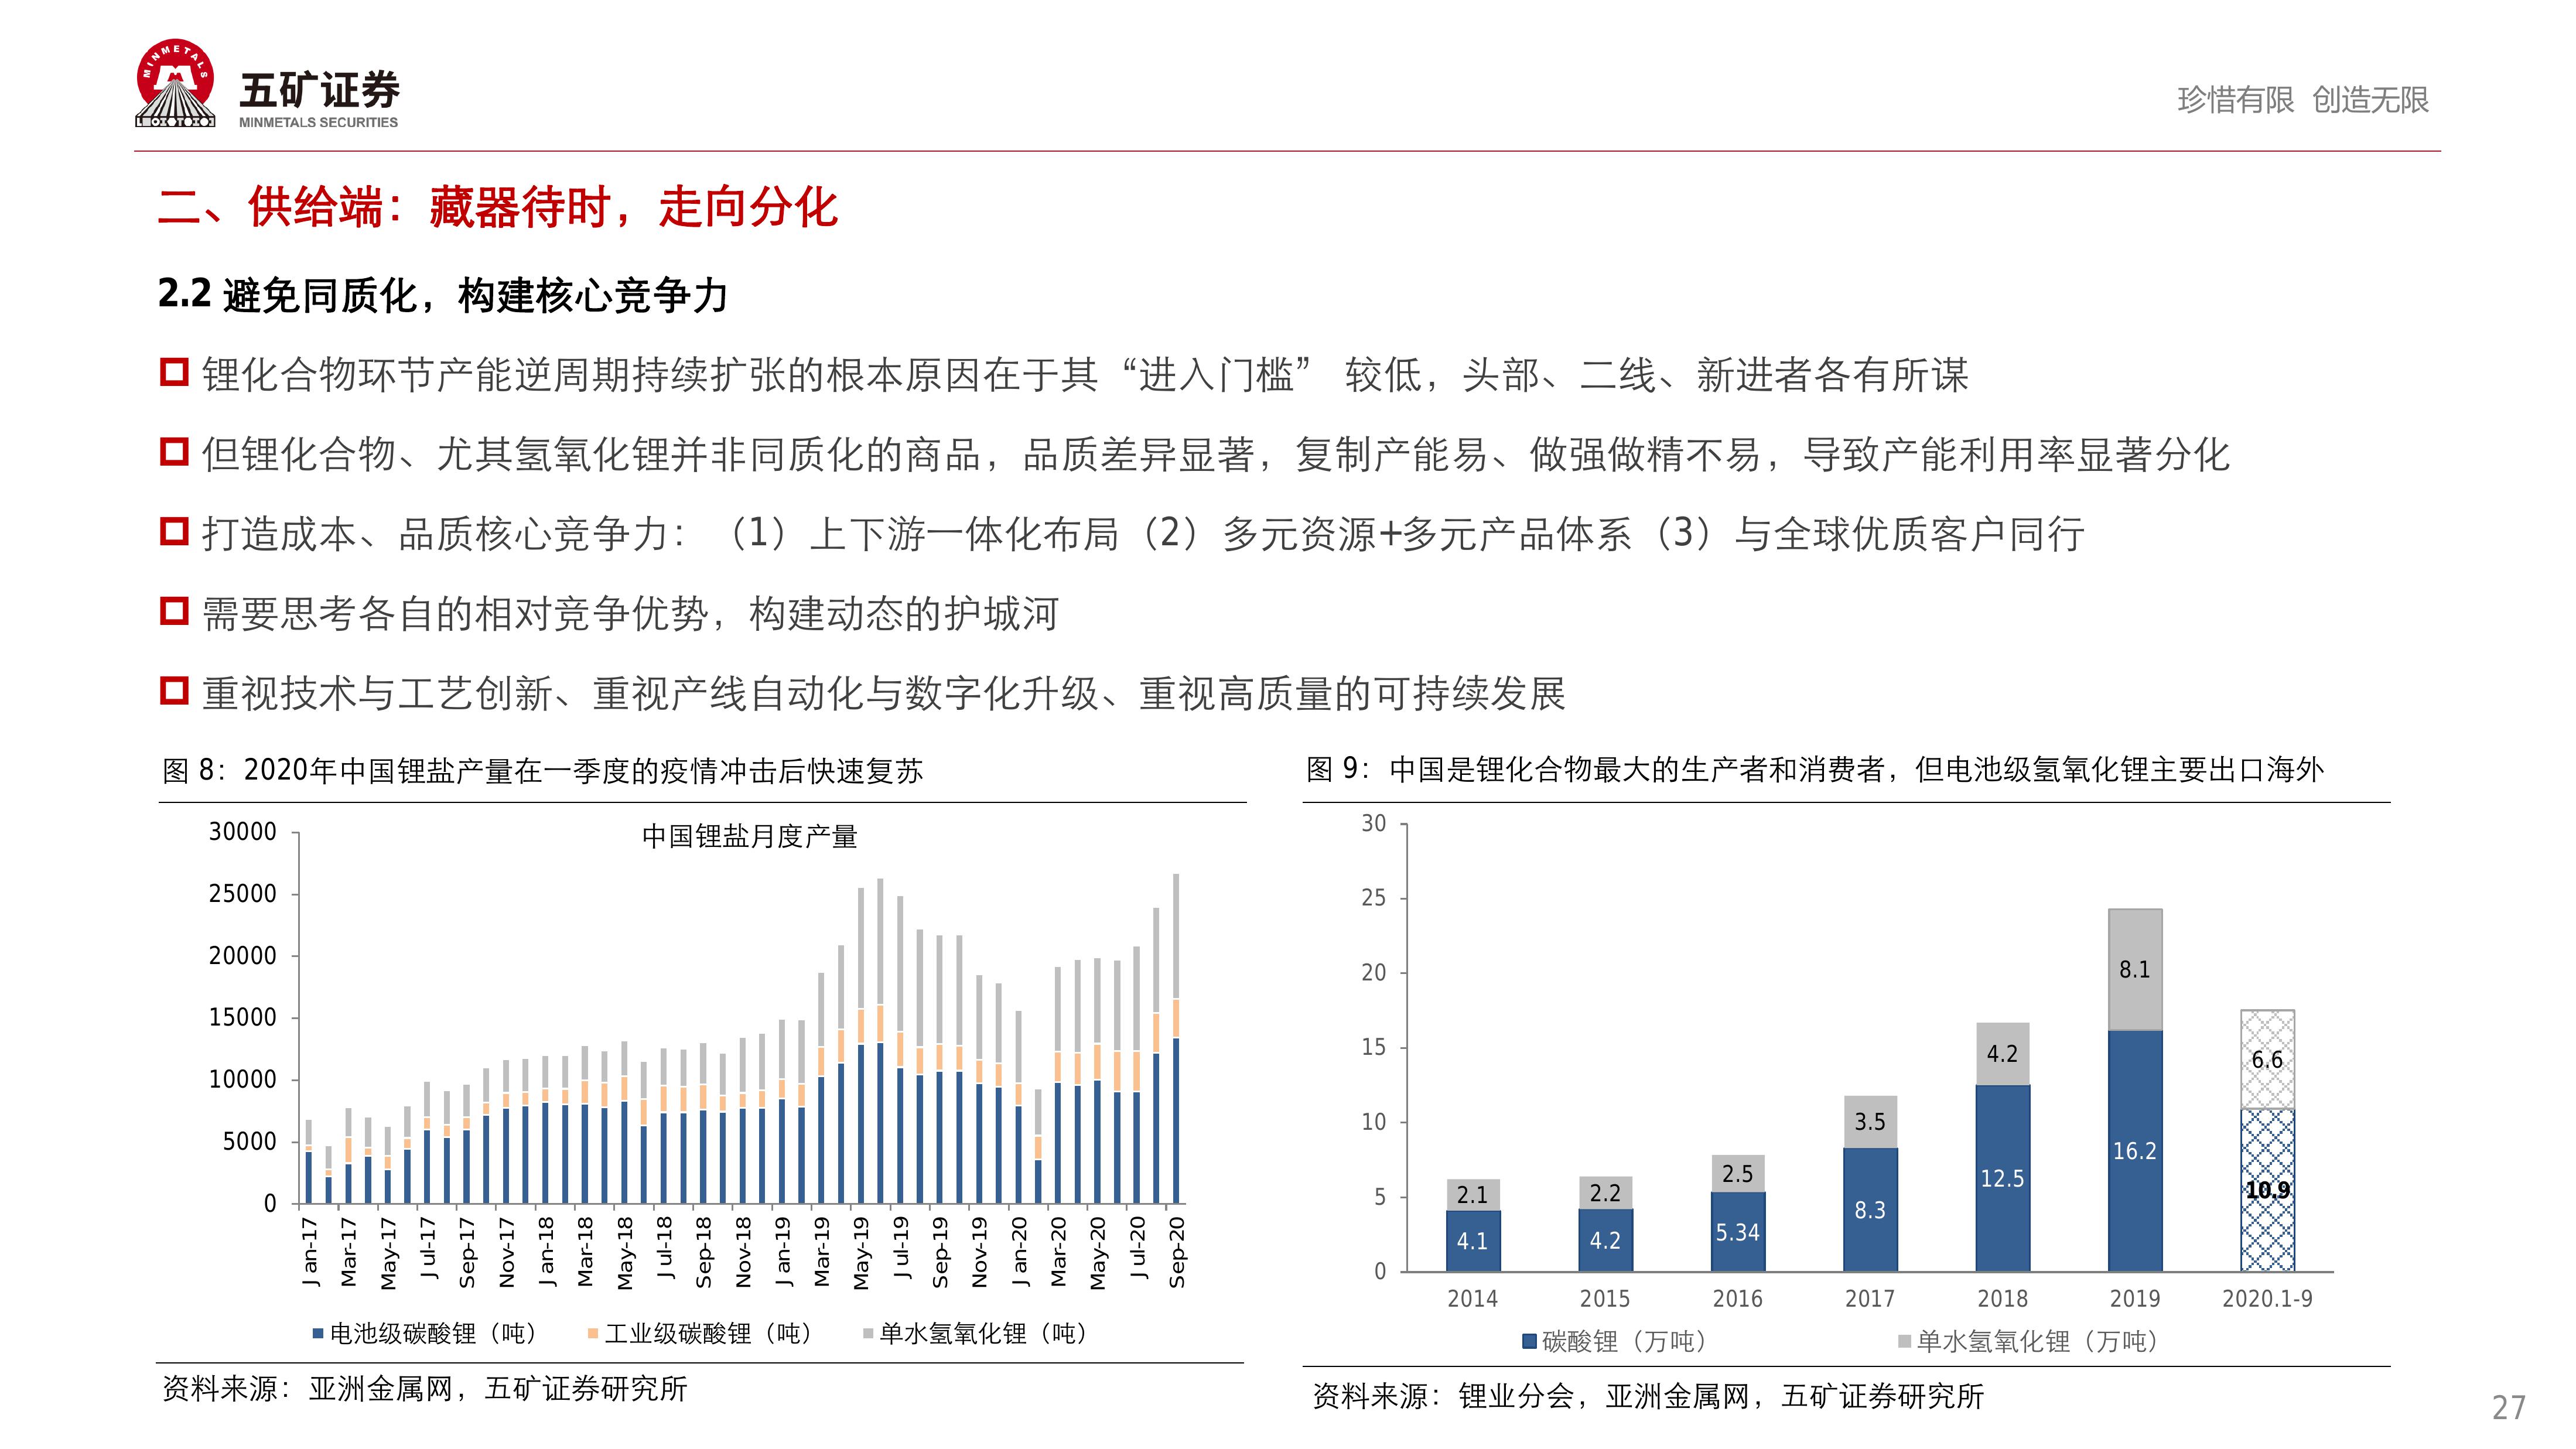 MINMETALS
五矿证券
MINMETALS SECURITIES
珍惜有限 创造无限
二、供给端：藏器待时，走向分化
2.2 避免同质化，构建核心竞争力
锂化合物环节产能逆周期持续扩张的根本原因在于其“进入门槛” 较低，头部、二线、新进者各有所谋
但锂化合物、尤其氢氧化锂并非同质化的商品，品质差异显著，复制产能易、做强做精不易，导致产能利用率显著分化
打造成本、品质核心竞争力：（1）上下游一体化布局（2）多元资源+多元产品体系（3）与全球优质客户同行
需要思考各自的相对竞争优势，构建动态的护城河
重视技术与工艺创新、重视产线自动化与数字化升级、重视高质量的可持续发展
图 8：2020年中国锂盐产量在一季度的疫情冲击后快速复苏
中国锂盐月度产量
30000
25000
20000
15000
10000
5000
0
Jan-17 Mar-17 May-17 Jul-17 Sep-17 Nov-17 Jan-18 Mar-18 May-18 Jul-18 Sep-18 Nov-18 Jan-19 Mar-19 May-19 Jul-19 Sep-19 Nov-19 Jan-20 Mar-20 May-20 Jul-20 Sep-20
电池级碳酸锂（吨） 工业级碳酸锂（吨） 单水氢氧化锂（吨）
资料来源：亚洲金属网，五矿证券研究所
图 9：中国是锂化合物最大的生产者和消费者，但电池级氢氧化锂主要出口海外
30
25
20
15
10
5
0
2.1 2.2 2.5 3.5 4.2 8.1 6.6
4.1 4.2 5.34 8.3 12.5 16.2 10.9
2014 2015 2016 2017 2018 2019 2020.1-9
碳酸锂（万吨） 单水氢氧化锂（万吨）
资料来源：锂业分会，亚洲金属网，五矿证券研究所
27